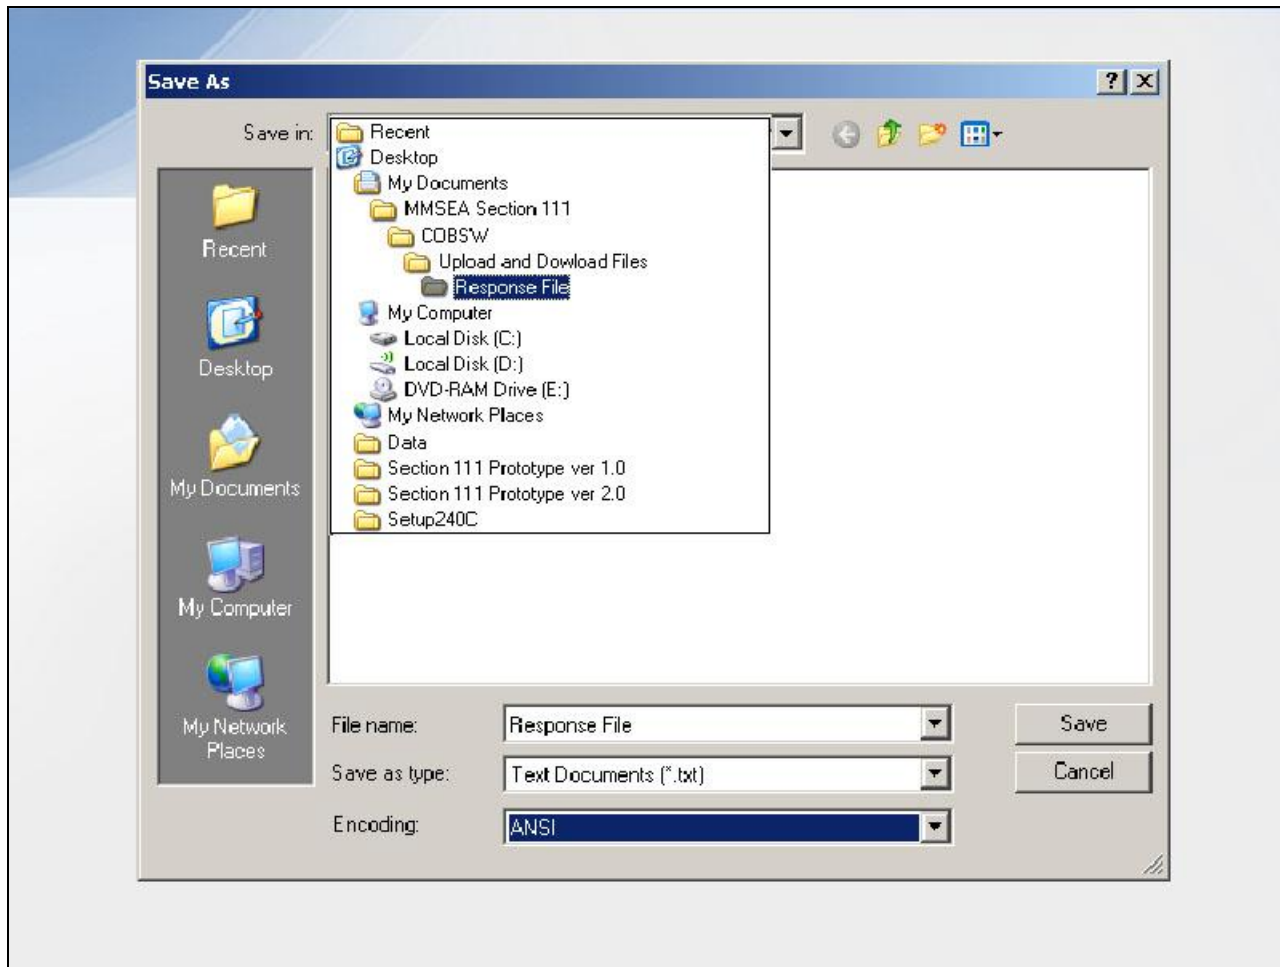 Save As
Save in:
Recent
Desktop
My Documents
MMSEA Section 111
COBSW
Upload and Dowload Files
Response File
My Computer
Local Disk (C:)
Local Disk (D:)
DVD-RAM Drive (E:)
My Network Places
Data
Section 111 Prototype ver 1.0
Section 111 Prototype ver 2.0
Setup240C
Recent
Desktop
My Documents
My Computer
My Network
Places
File name:
Response File
Save
Save as type:
Text Documents (*.txt)
Cancel
Encoding:
ANSI